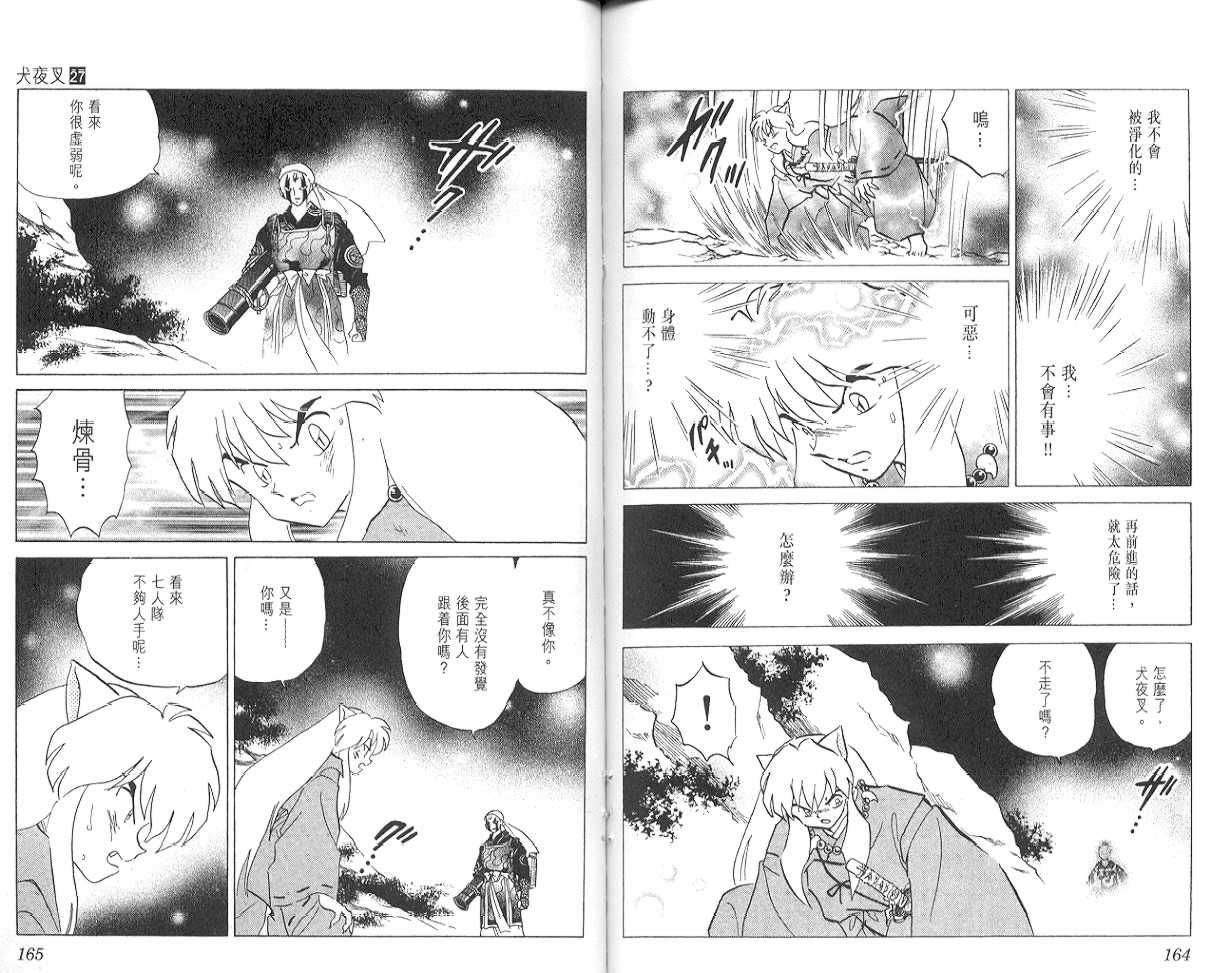 我不會
被淨化的…
我…
不會有事!!
嗚…
可惡…
身體
動不了…?
再前進的話,
就太危險了…
怎麼辦?
怎麼了,
犬夜叉。
不走了嗎?
!
164
犬夜叉27
看來
你很虛弱呢。
煉骨…
真不像你。
完全沒有發覺
後面有人
跟着你嗎?
又是——
你嗎…
看來
七人隊
不夠人手呢…
165